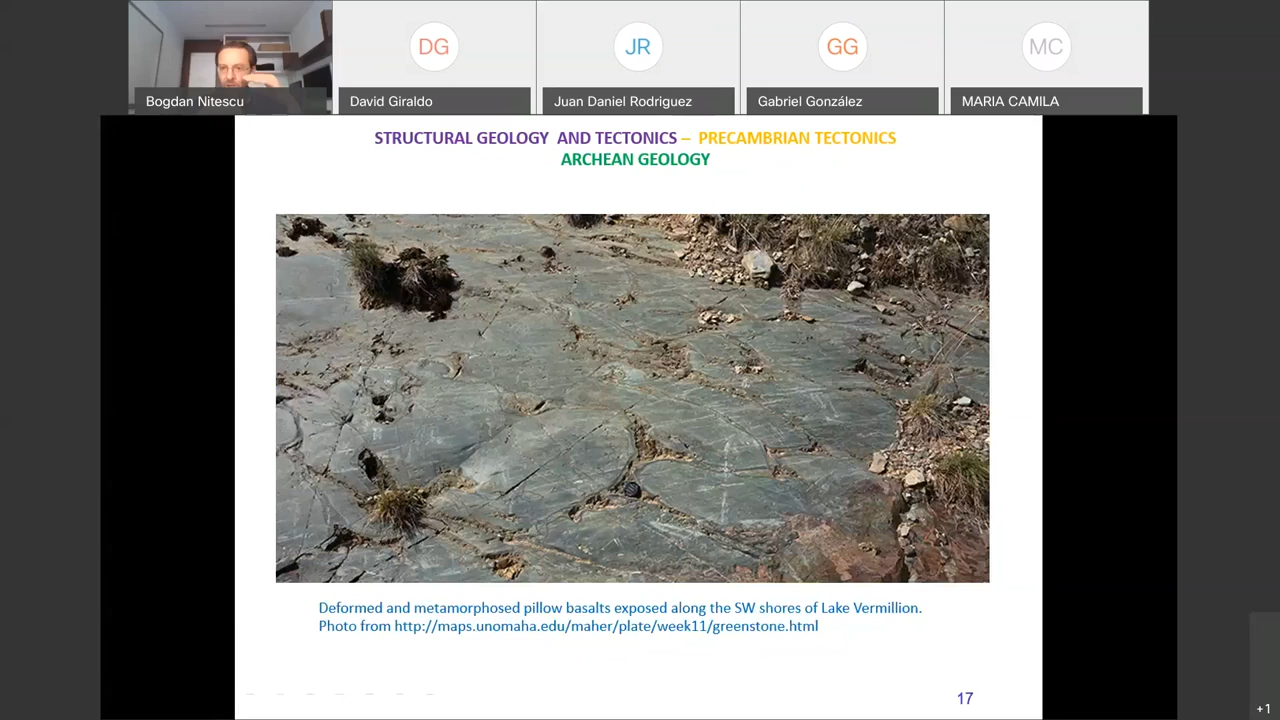 DG
JR
GG
MC
Bogdan Nitescu
David Giraldo
Juan Daniel Rodriguez
Gabriel González
MARIA CAMILA
STRUCTURAL GEOLOGY AND TECTONICS – PRECAMBRIAN TECTONICS
ARCHEAN GEOLOGY
Deformed and metamorphosed pillow basalts exposed along the SW shores of Lake Vermillion.
Photo from http://maps.unomaha.edu/maher/plate/week11/greenstone.html
17
+1